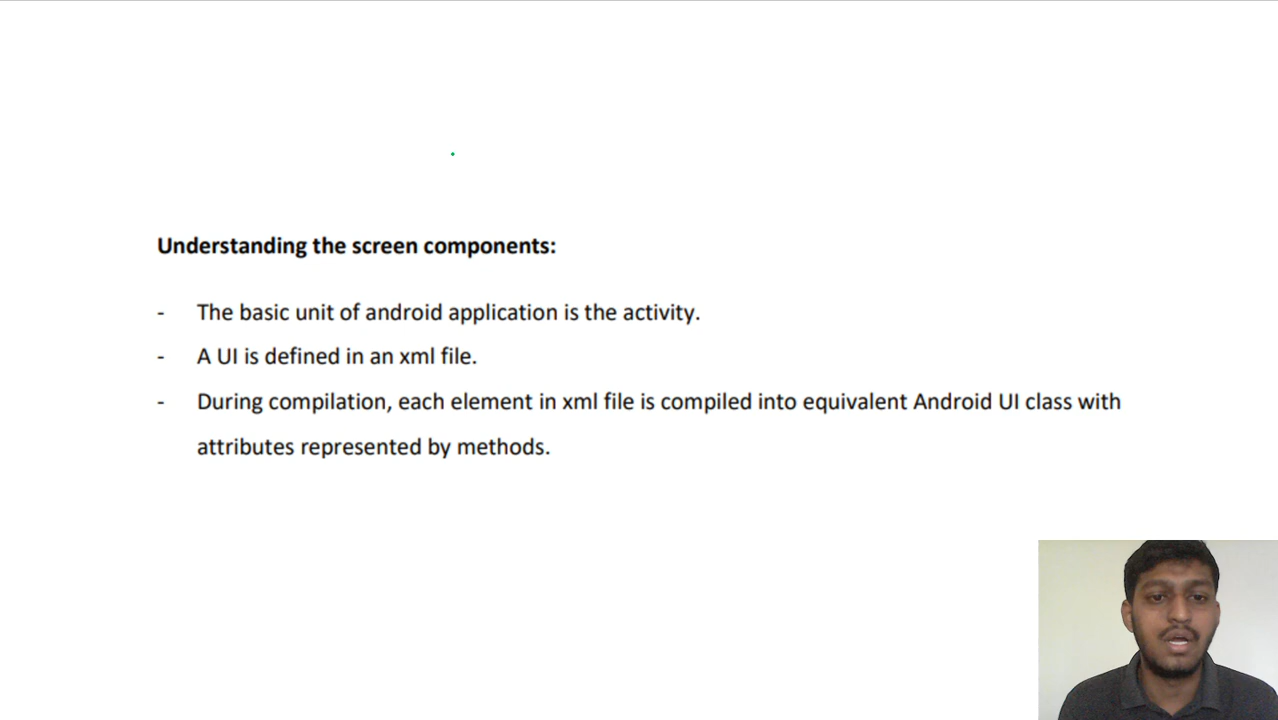 Understanding the screen components:
- The basic unit of android application is the activity.
- A UI is defined in an xml file.
- During compilation, each element in xml file is compiled into equivalent Android UI class with
attributes represented by methods.